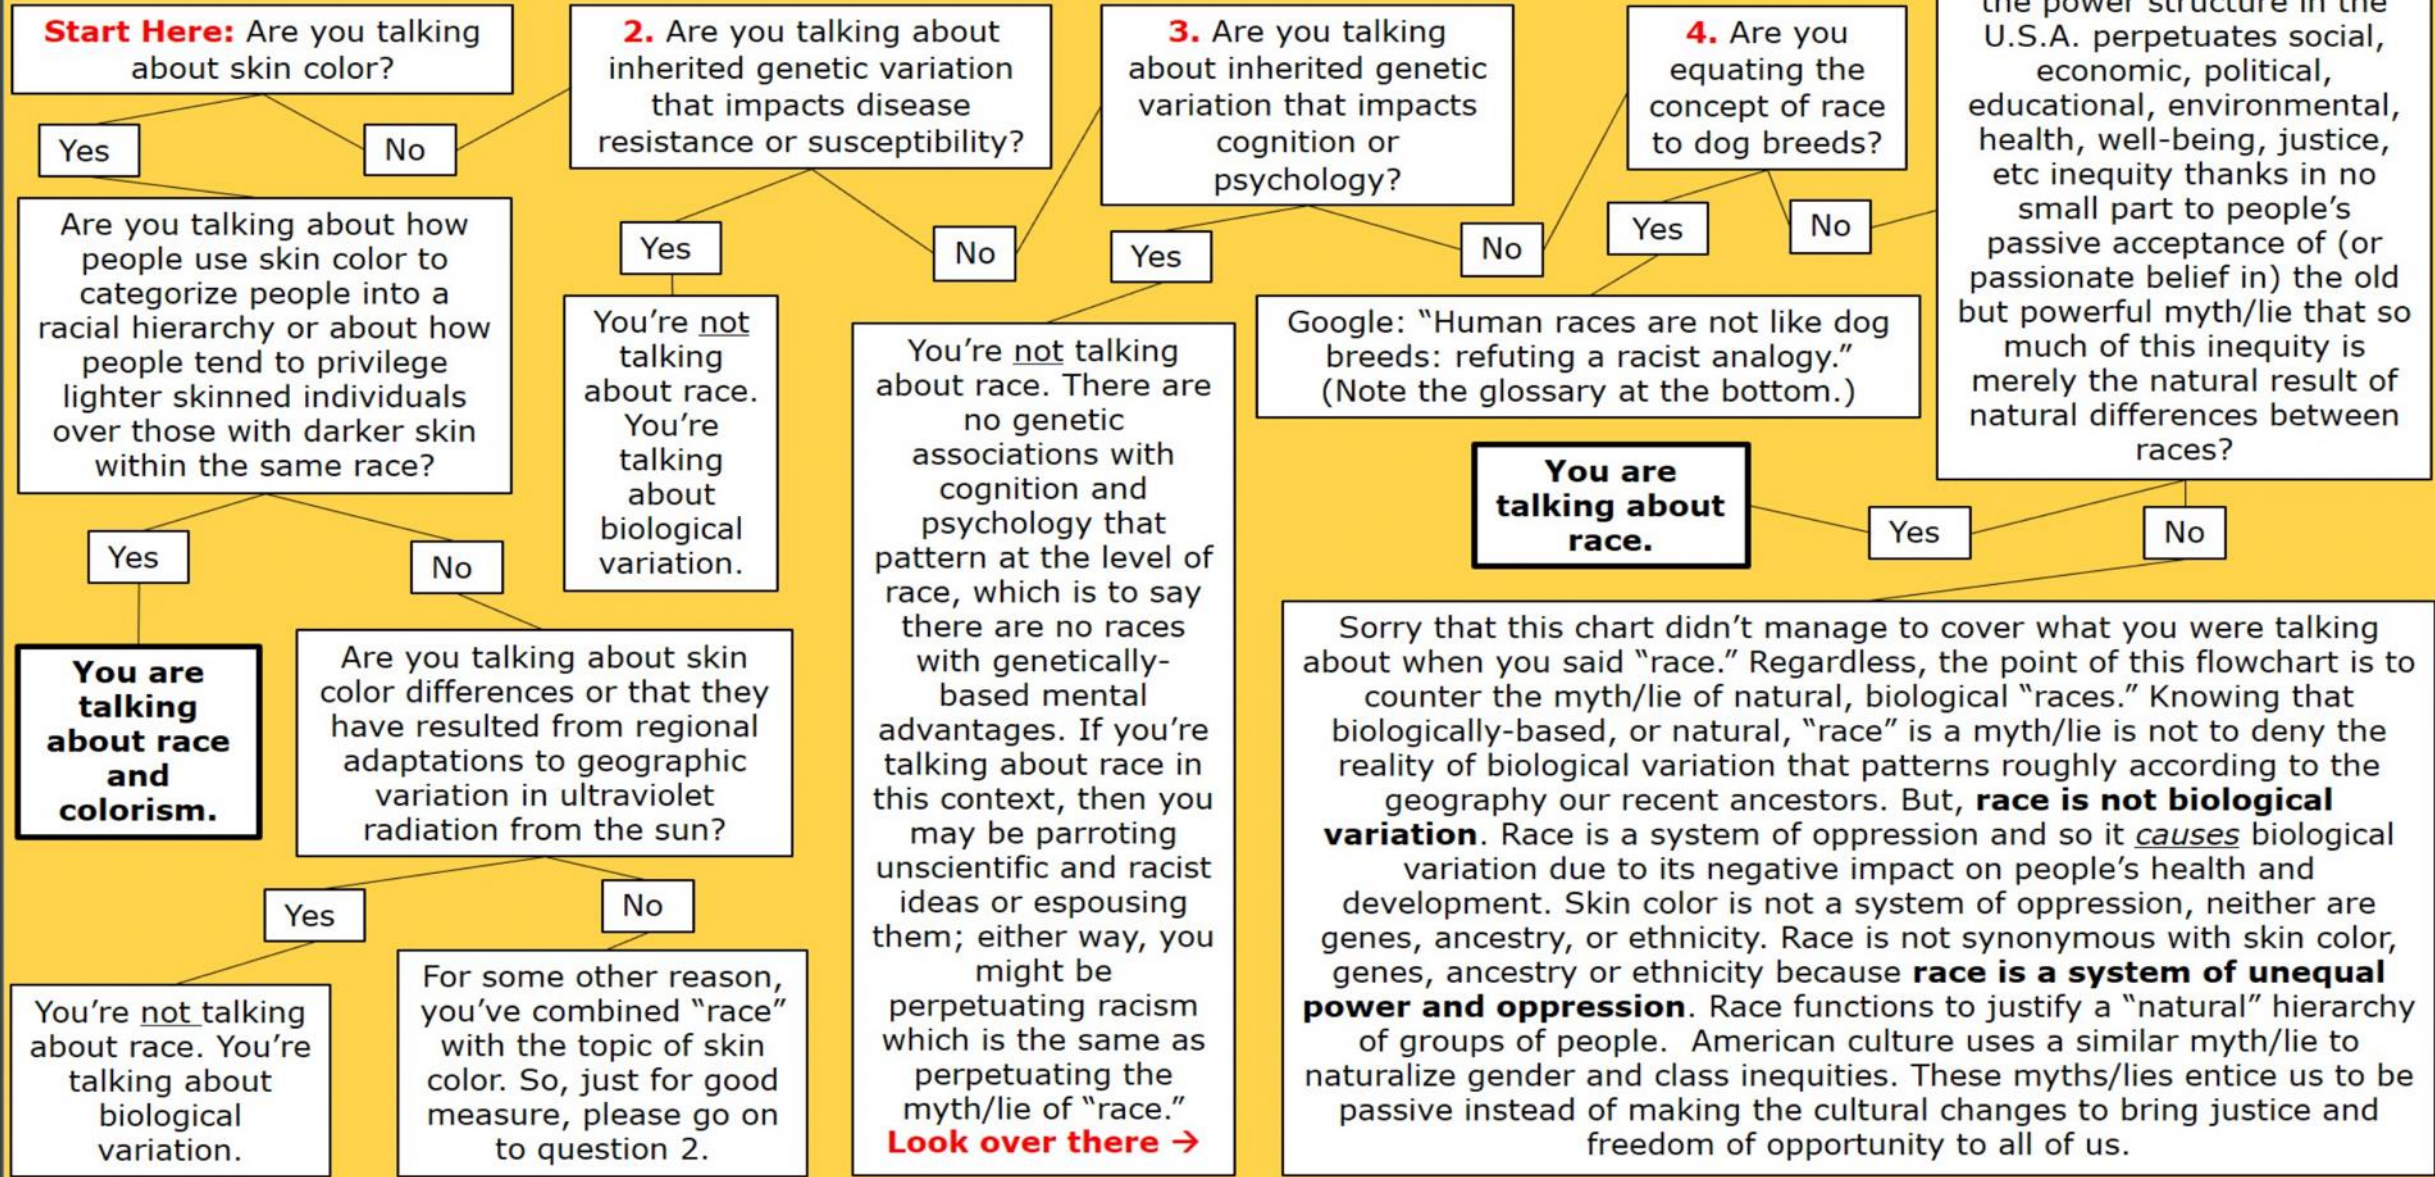 Start Here: Are you talking
about skin color?
Yes
No
Are you talking about how
people use skin color to
categorize people into a
racial hierarchy or about how
people tend to privilege
lighter skinned individuals
over those with darker skin
within the same race?
Yes
No
You are
talking
about race
and
colorism.
Are you talking about skin
color differences or that they
have resulted from regional
adaptations to geographic
variation in ultraviolet
radiation from the sun?
Yes
No
You're not talking
about race. You're
talking about
biological
variation.
For some other reason,
you've combined "race"
with the topic of skin
color. So, just for good
measure, please go on
to question 2.
2. Are you talking about
inherited genetic variation
that impacts disease
resistance or susceptibility?
Yes
No
You're not
talking
about race.
You're
talking
about
biological
variation.
3. Are you talking
about inherited genetic
variation that impacts
cognition or
psychology?
Yes
No
You're not talking
about race. There are
no genetic
associations with
cognition and
psychology that
pattern at the level of
race, which is to say
there are no races
with genetically-
based mental
advantages. If you're
talking about race in
this context, then you
may be parroting
unscientific and racist
ideas or espousing
them; either way, you
might be
perpetuating racism
which is the same as
perpetuating the
myth/lie of "race."
Look over there →
4. Are you
equating the
concept of race
to dog breeds?
Yes
No
Google: "Human races are not like dog
breeds: refuting a racist analogy."
(Note the glossary at the bottom.)
the power structure in the
U.S.A. perpetuates social,
economic, political,
educational, environmental,
health, well-being, justice,
etc inequity thanks in no
small part to people's
passive acceptance of (or
passionate belief in) the old
but powerful myth/lie that so
much of this inequity is
merely the natural result of
natural differences between
races?
Yes
No
You are
talking about
race.
Sorry that this chart didn't manage to cover what you were talking
about when you said "race." Regardless, the point of this flowchart is to
counter the myth/lie of natural, biological "races." Knowing that
biologically-based, or natural, "race" is a myth/lie is not to deny the
reality of biological variation that patterns roughly according to the
geography our recent ancestors. But, race is not biological
variation. Race is a system of oppression and so it causes biological
variation due to its negative impact on people's health and
development. Skin color is not a system of oppression, neither are
genes, ancestry, or ethnicity. Race is not synonymous with skin color,
genes, ancestry or ethnicity because race is a system of unequal
power and oppression. Race functions to justify a "natural" hierarchy
of groups of people. American culture uses a similar myth/lie to
naturalize gender and class inequities. These myths/lies entice us to be
passive instead of making the cultural changes to bring justice and
freedom of opportunity to all of us.